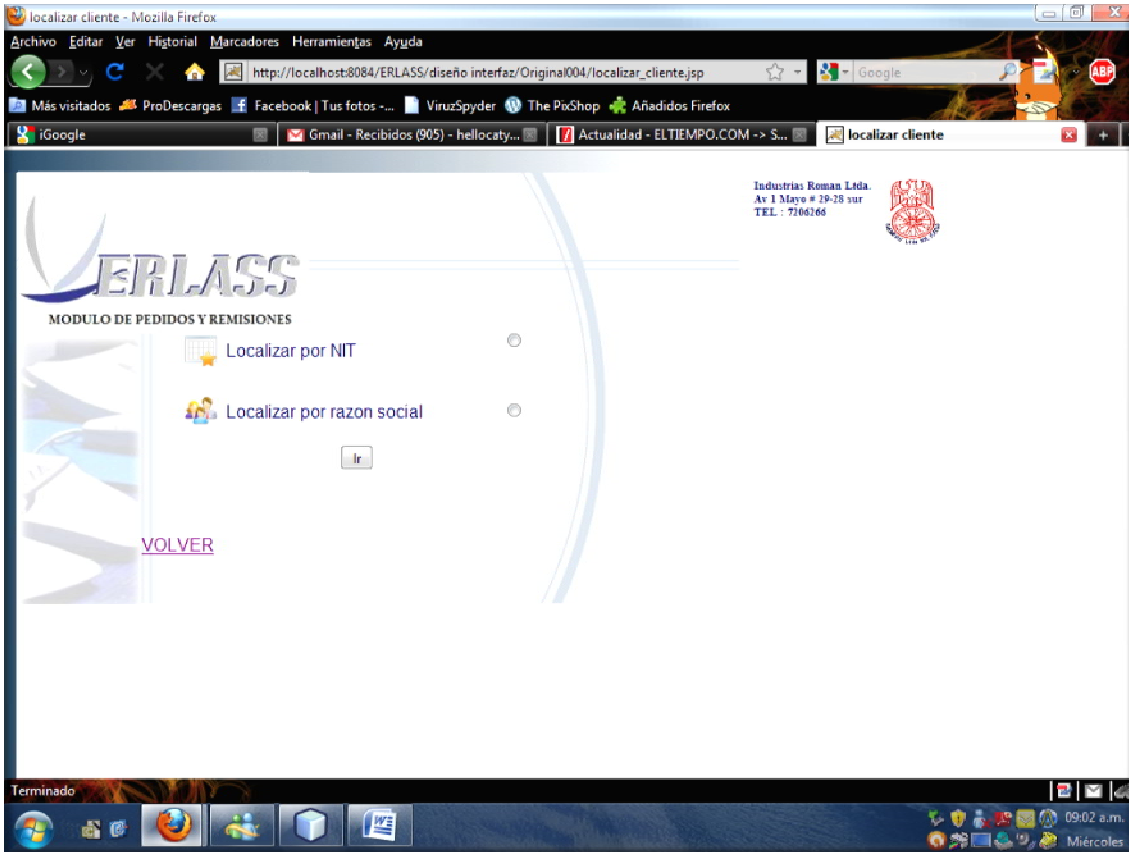 localizar cliente - Mozilla Firefox
Archivo Editar Ver Historial Marcadores Herramientas Ayuda
http://localhost:8084/ERLASS/diseño interfaz/Original004/localizar_cliente.jsp
Google
ABP
Más visitados ProDescargas Facebook | Tus fotos -... ViruzSpyder The PixShop Añadidos Firefox
iGoogle Gmail - Recibidos (905) - hellocaty... Actualidad - ELTIEMPO.COM -> S... localizar cliente
Industrias Roman Ltda.
Av 1 Mayo # 29-28 sur
TEL : 7206266
ERLASS
MODULO DE PEDIDOS Y REMISIONES
Localizar por NIT
Localizar por razon social
Ir
VOLVER
Terminado
09:02 a.m.
Miércoles